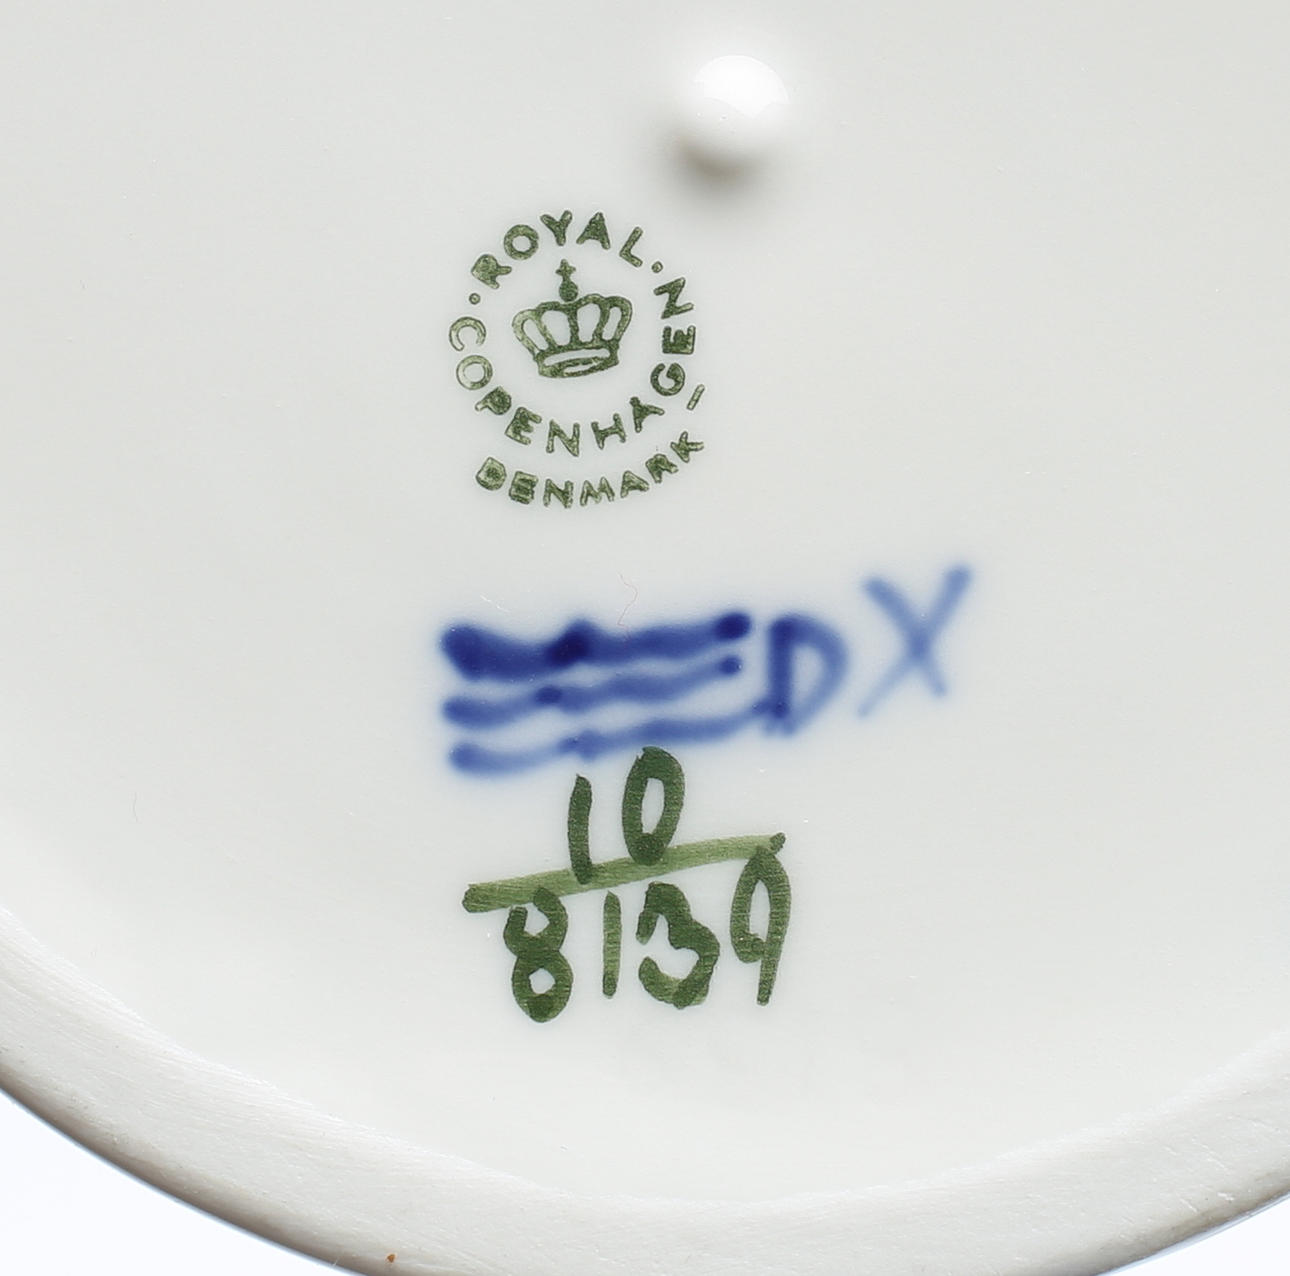 ROYAL
COPENHAGEN
DENMARK
DX
10
8139